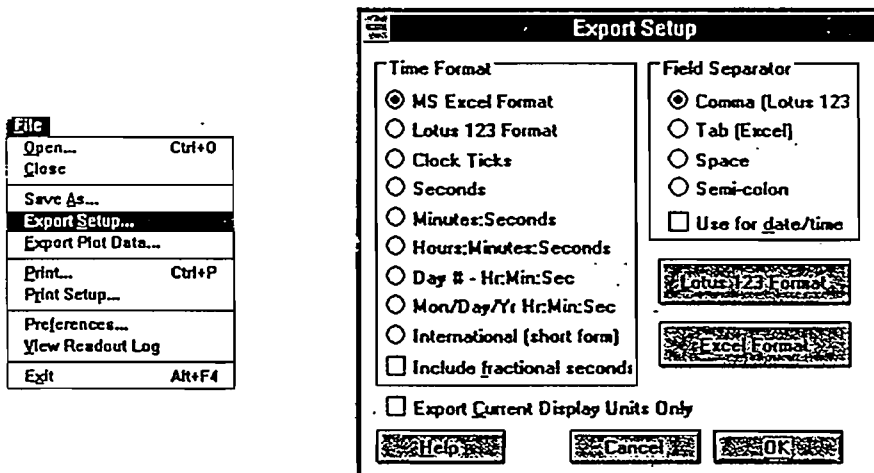 File
Open... Ctrl+O
Close
Save As...
Export Setup...
Export Plot Data...
Print... Ctrl+P
Print Setup...
Preferences...
View Readout Log
Exit Alt+F4
Export Setup
Time Format
MS Excel Format
Lotus 123 Format
Clock Ticks
Seconds
Minutes:Seconds
Hours:Minutes:Seconds
Day # - Hr:Min:Sec
Mon/Day/Yr Hr:Min:Sec
International (short form)
Include fractional seconds
Field Separator
Comma (Lotus 123
Tab (Excel)
Space
Semi-colon
Use for date/time
Lotus 123 Format
Excel Format
Export Current Display Units Only
Help Cancel OK